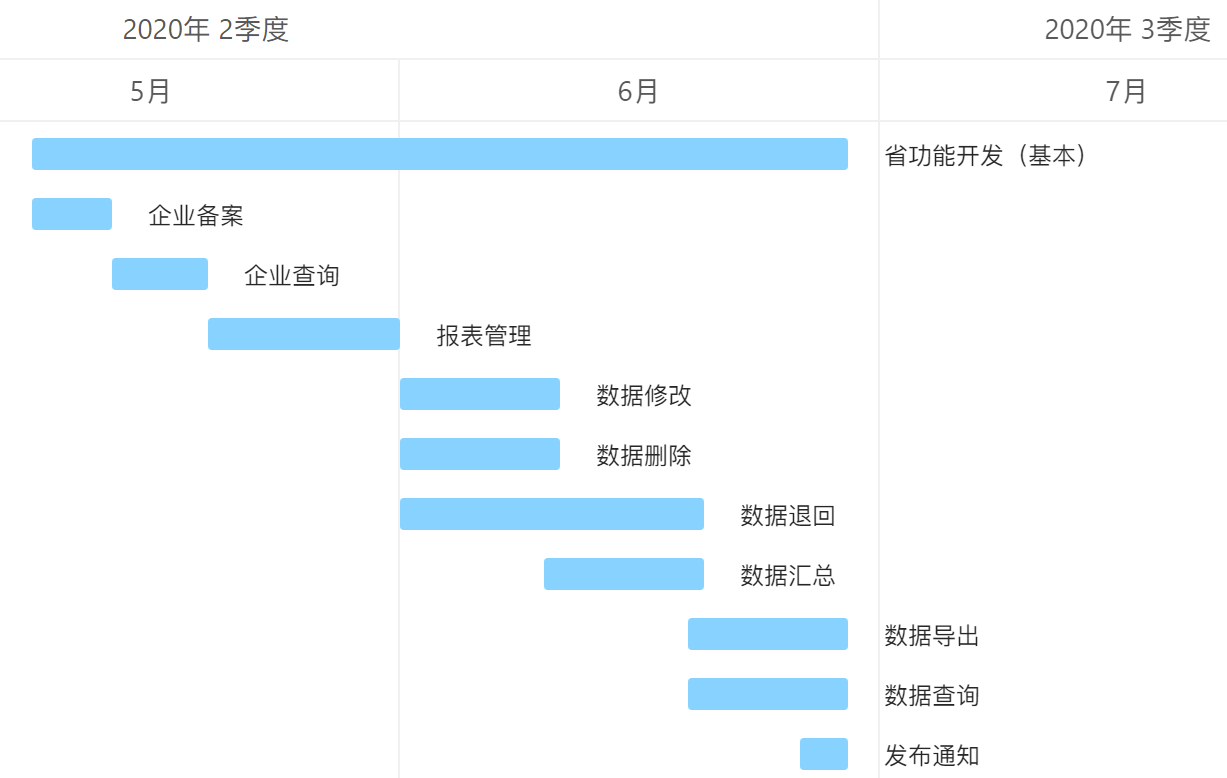 2020年 2季度
2020年 3季度
5月
6月
7月
省功能开发（基本）
企业备案
企业查询
报表管理
数据修改
数据删除
数据退回
数据汇总
数据导出
数据查询
发布通知